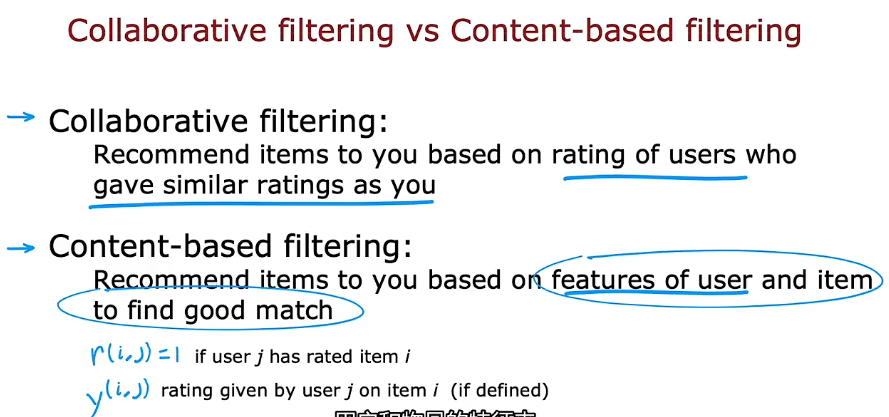 Collaborative filtering vs Content-based filtering
→ Collaborative filtering:
Recommend items to you based on rating of users who
gave similar ratings as you
→ Content-based filtering:
Recommend items to you based on features of user and item
to find good match
r(i,j) = 1 if user j has rated item i
y(i,j) rating given by user j on item i (if defined)